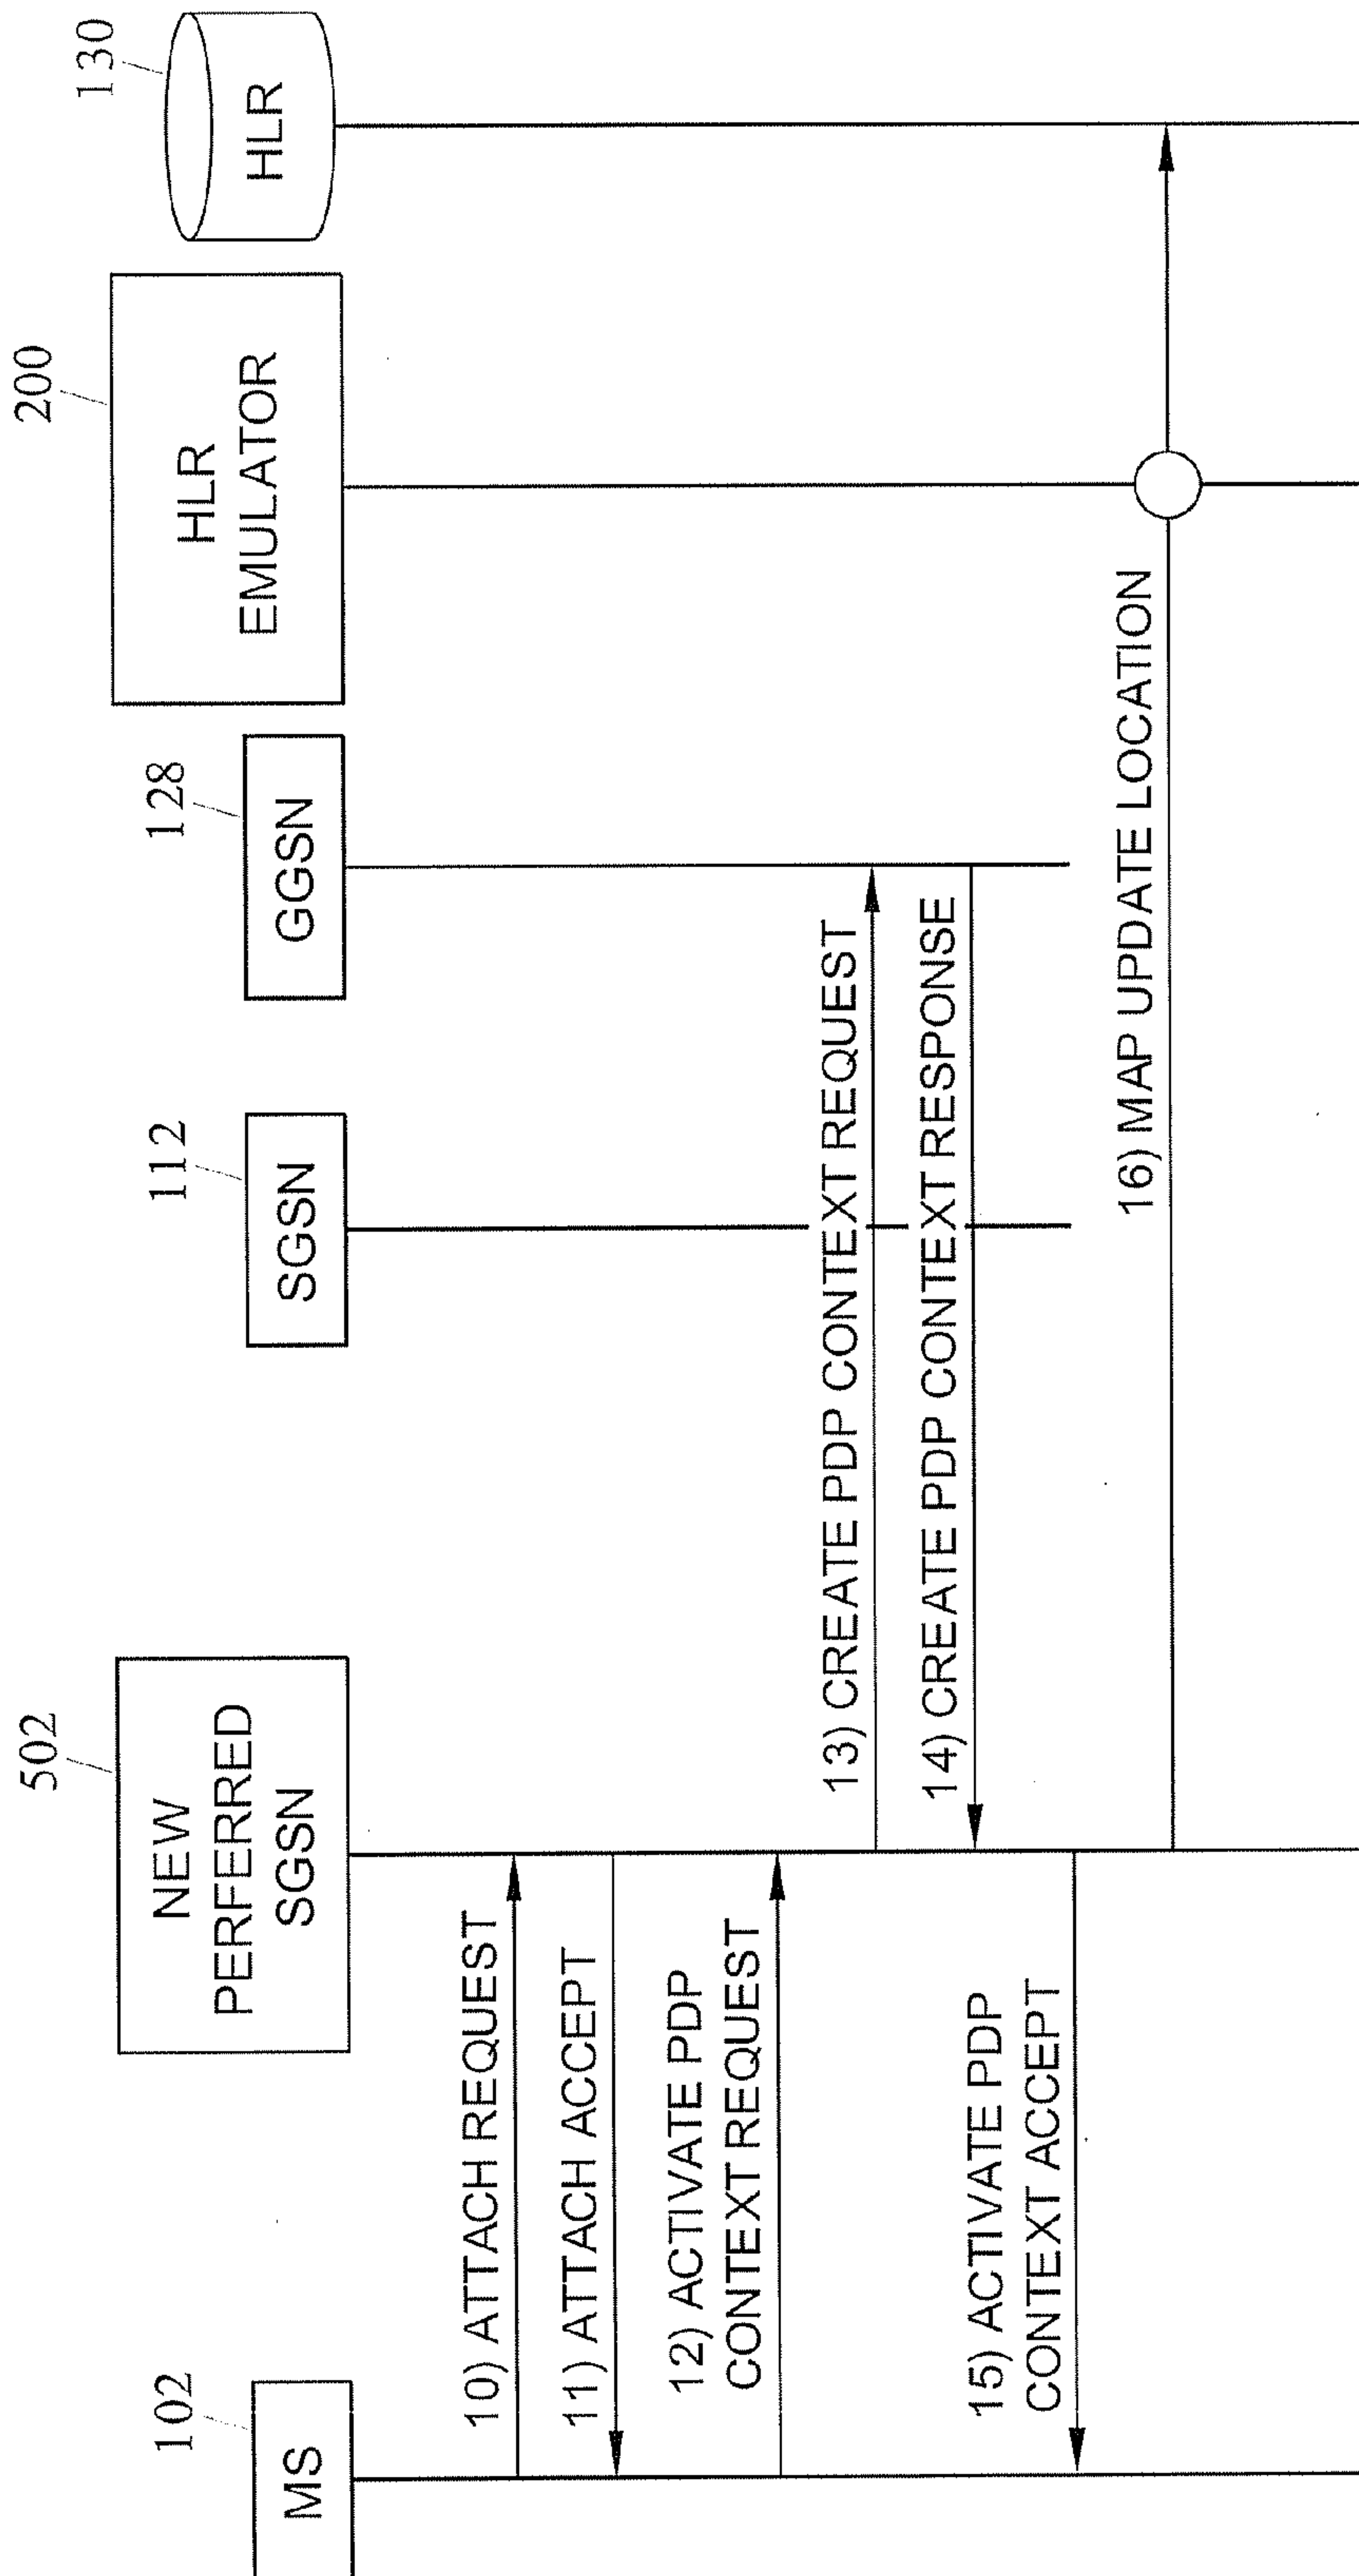 102
MS
502
NEW
PERFERRED
SGSN
112
SGSN
128
GGSN
200
HLR
EMULATOR
130
HLR
10) ATTACH REQUEST
11) ATTACH ACCEPT
12) ACTIVATE PDP
CONTEXT REQUEST
13) CREATE PDP CONTEXT REQUEST
14) CREATE PDP CONTEXT RESPONSE
15) ACTIVATE PDP
CONTEXT ACCEPT
16) MAP UPDATE LOCATION